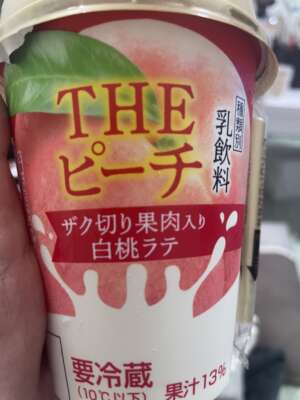 THE
ピーチ
種類別
乳飲料
ザク切り果肉入り
白桃ラテ
要冷蔵
(10℃以下)
果汁13%